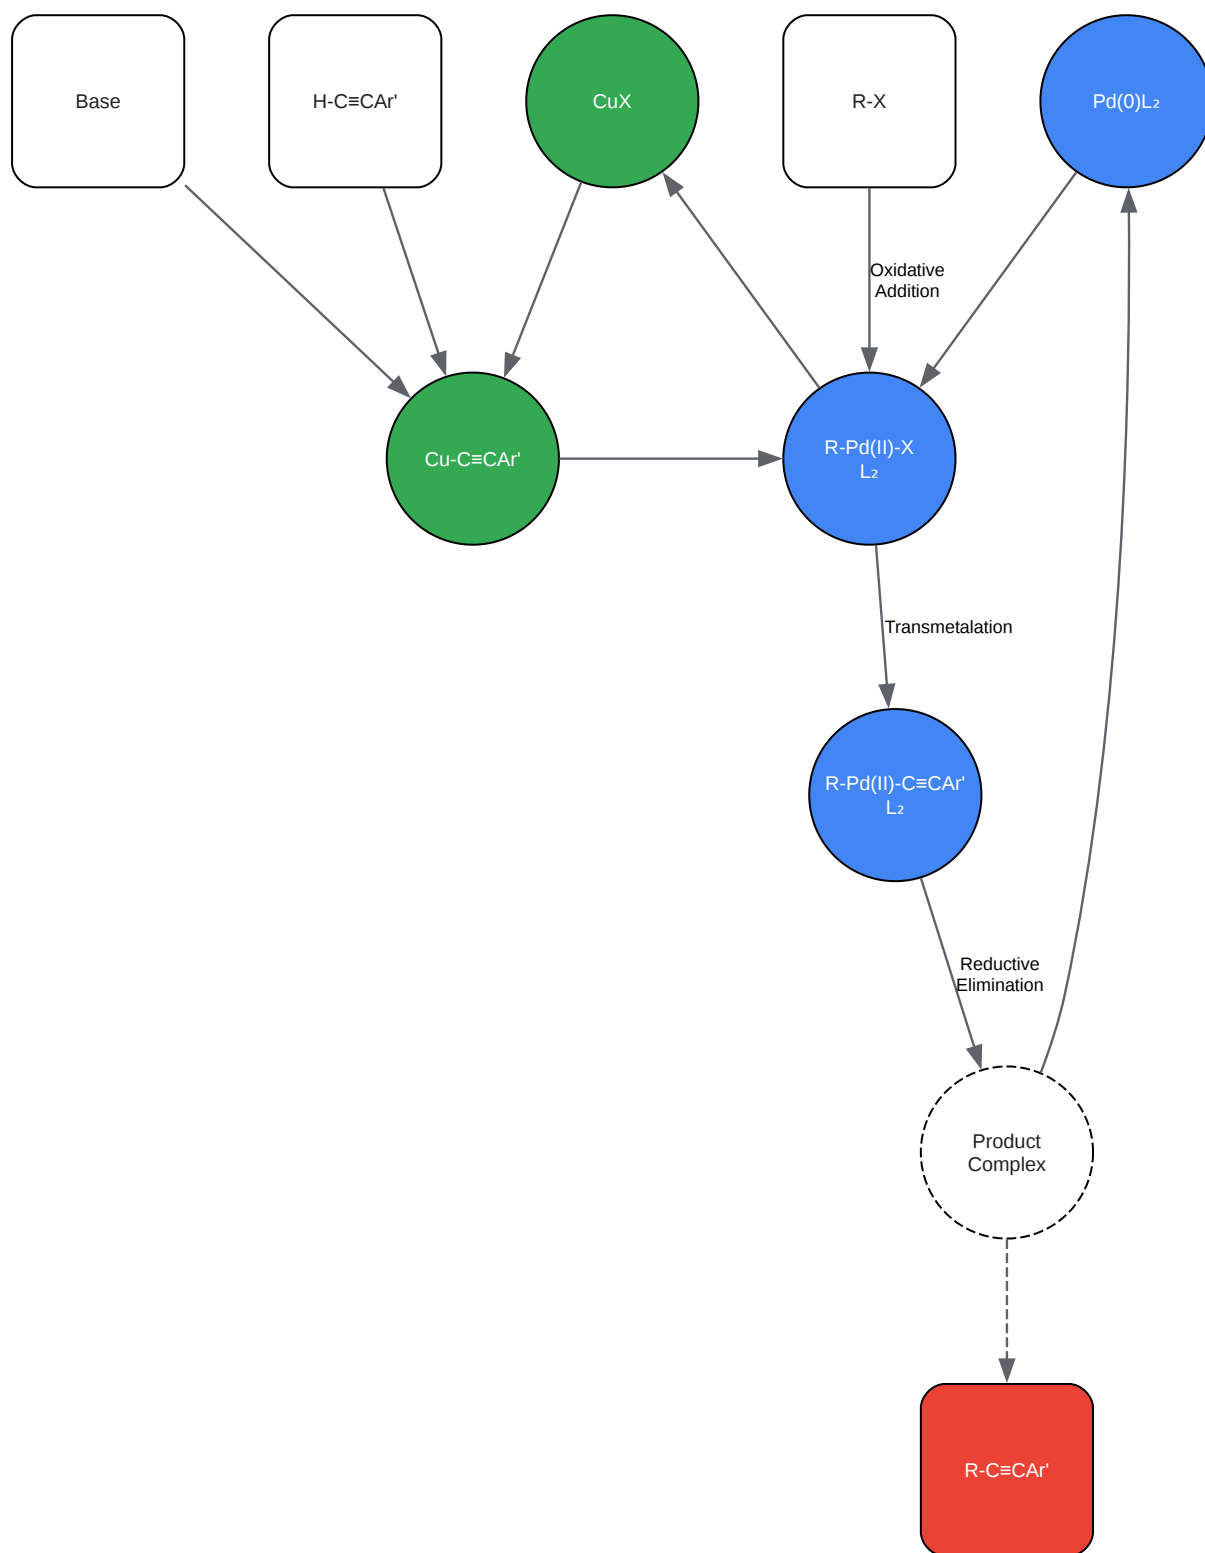 Base
H-C≡CAr'
CuX
R-X
Pd(0)L₂
Oxidative
Addition
Cu-C≡CAr'
R-Pd(II)-X
L₂
Transmetalation
R-Pd(II)-C≡CAr'
L₂
Reductive
Elimination
Product
Complex
R-C≡CAr'